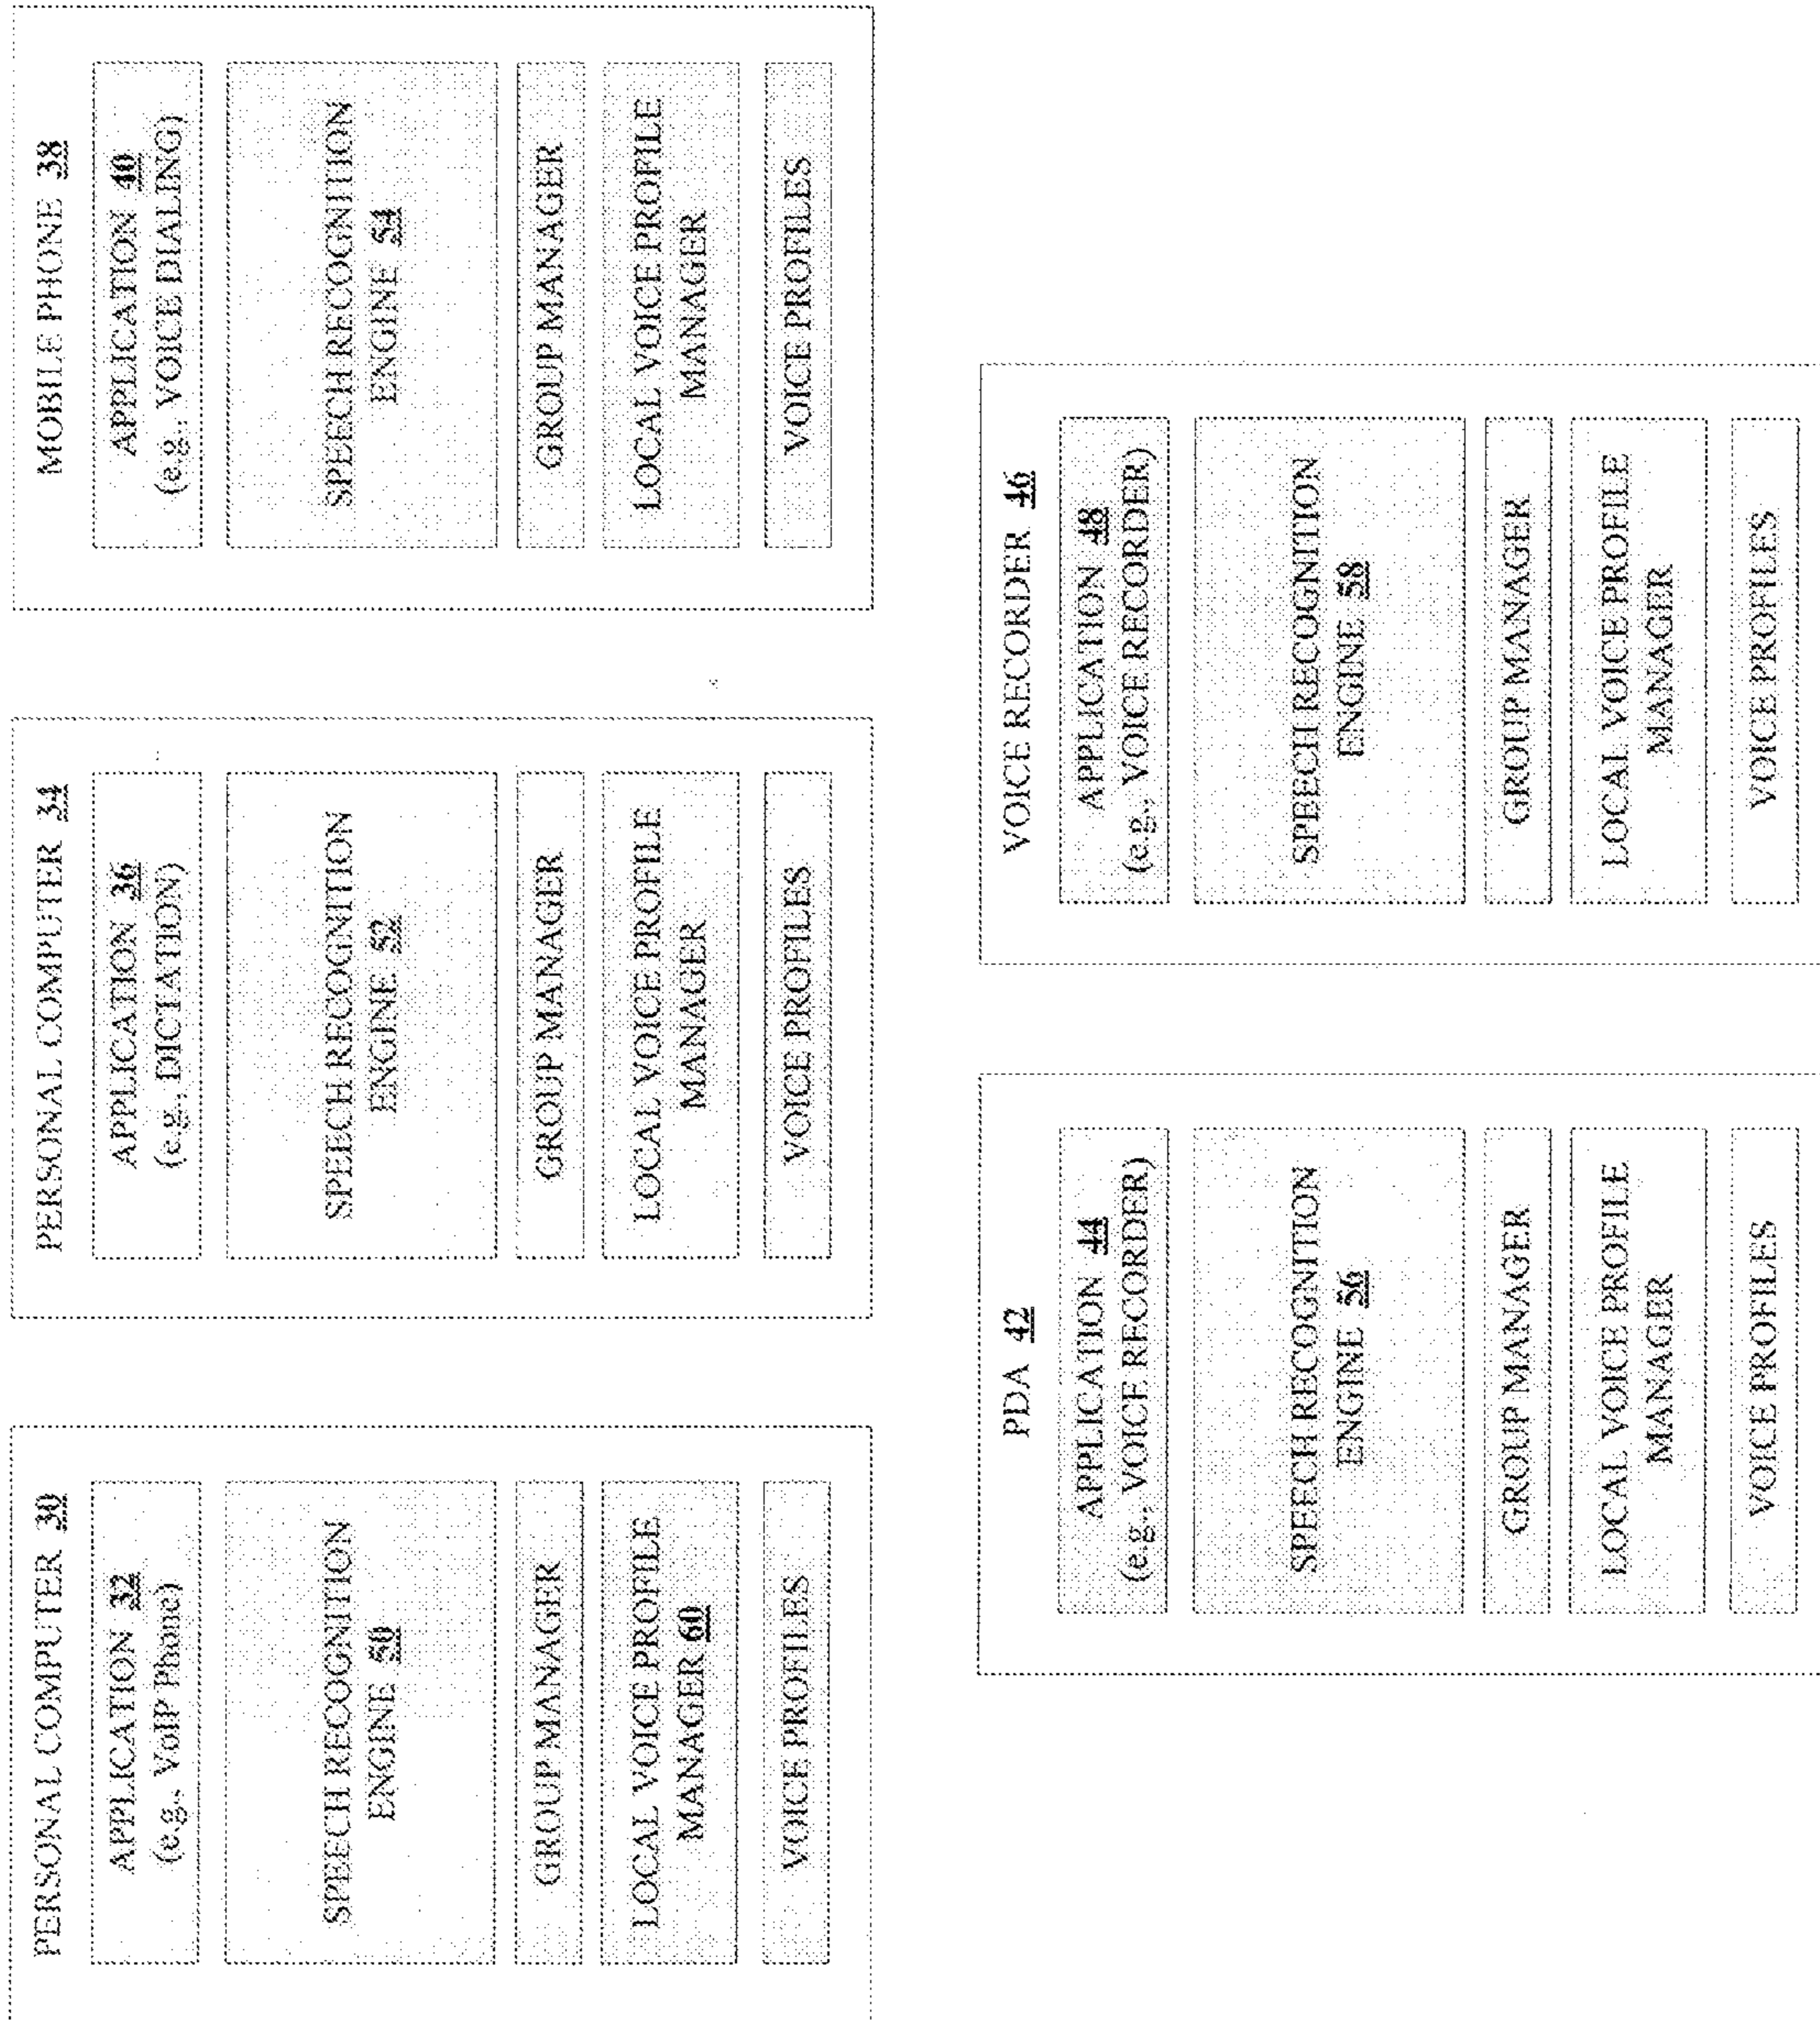 PERSONAL COMPUTER 30
APPLICATION 32
(e.g., VoIP Phone)
SPEECH RECOGNITION
ENGINE 50
GROUP MANAGER
LOCAL VOICE PROFILE
MANAGER 60
VOICE PROFILES
PERSONAL COMPUTER 34
APPLICATION 36
(e.g., DICTATION)
SPEECH RECOGNITION
ENGINE 52
GROUP MANAGER
LOCAL VOICE PROFILE
MANAGER
VOICE PROFILES
MOBILE PHONE 38
APPLICATION 40
(e.g., VOICE DIALING)
SPEECH RECOGNITION
ENGINE 54
GROUP MANAGER
LOCAL VOICE PROFILE
MANAGER
VOICE PROFILES
PDA 42
APPLICATION 44
(e.g., VOICE RECORDER)
SPEECH RECOGNITION
ENGINE 56
GROUP MANAGER
LOCAL VOICE PROFILE
MANAGER
VOICE PROFILES
VOICE RECORDER 46
APPLICATION 48
(e.g., VOICE RECORDER)
SPEECH RECOGNITION
ENGINE 58
GROUP MANAGER
LOCAL VOICE PROFILE
MANAGER
VOICE PROFILES